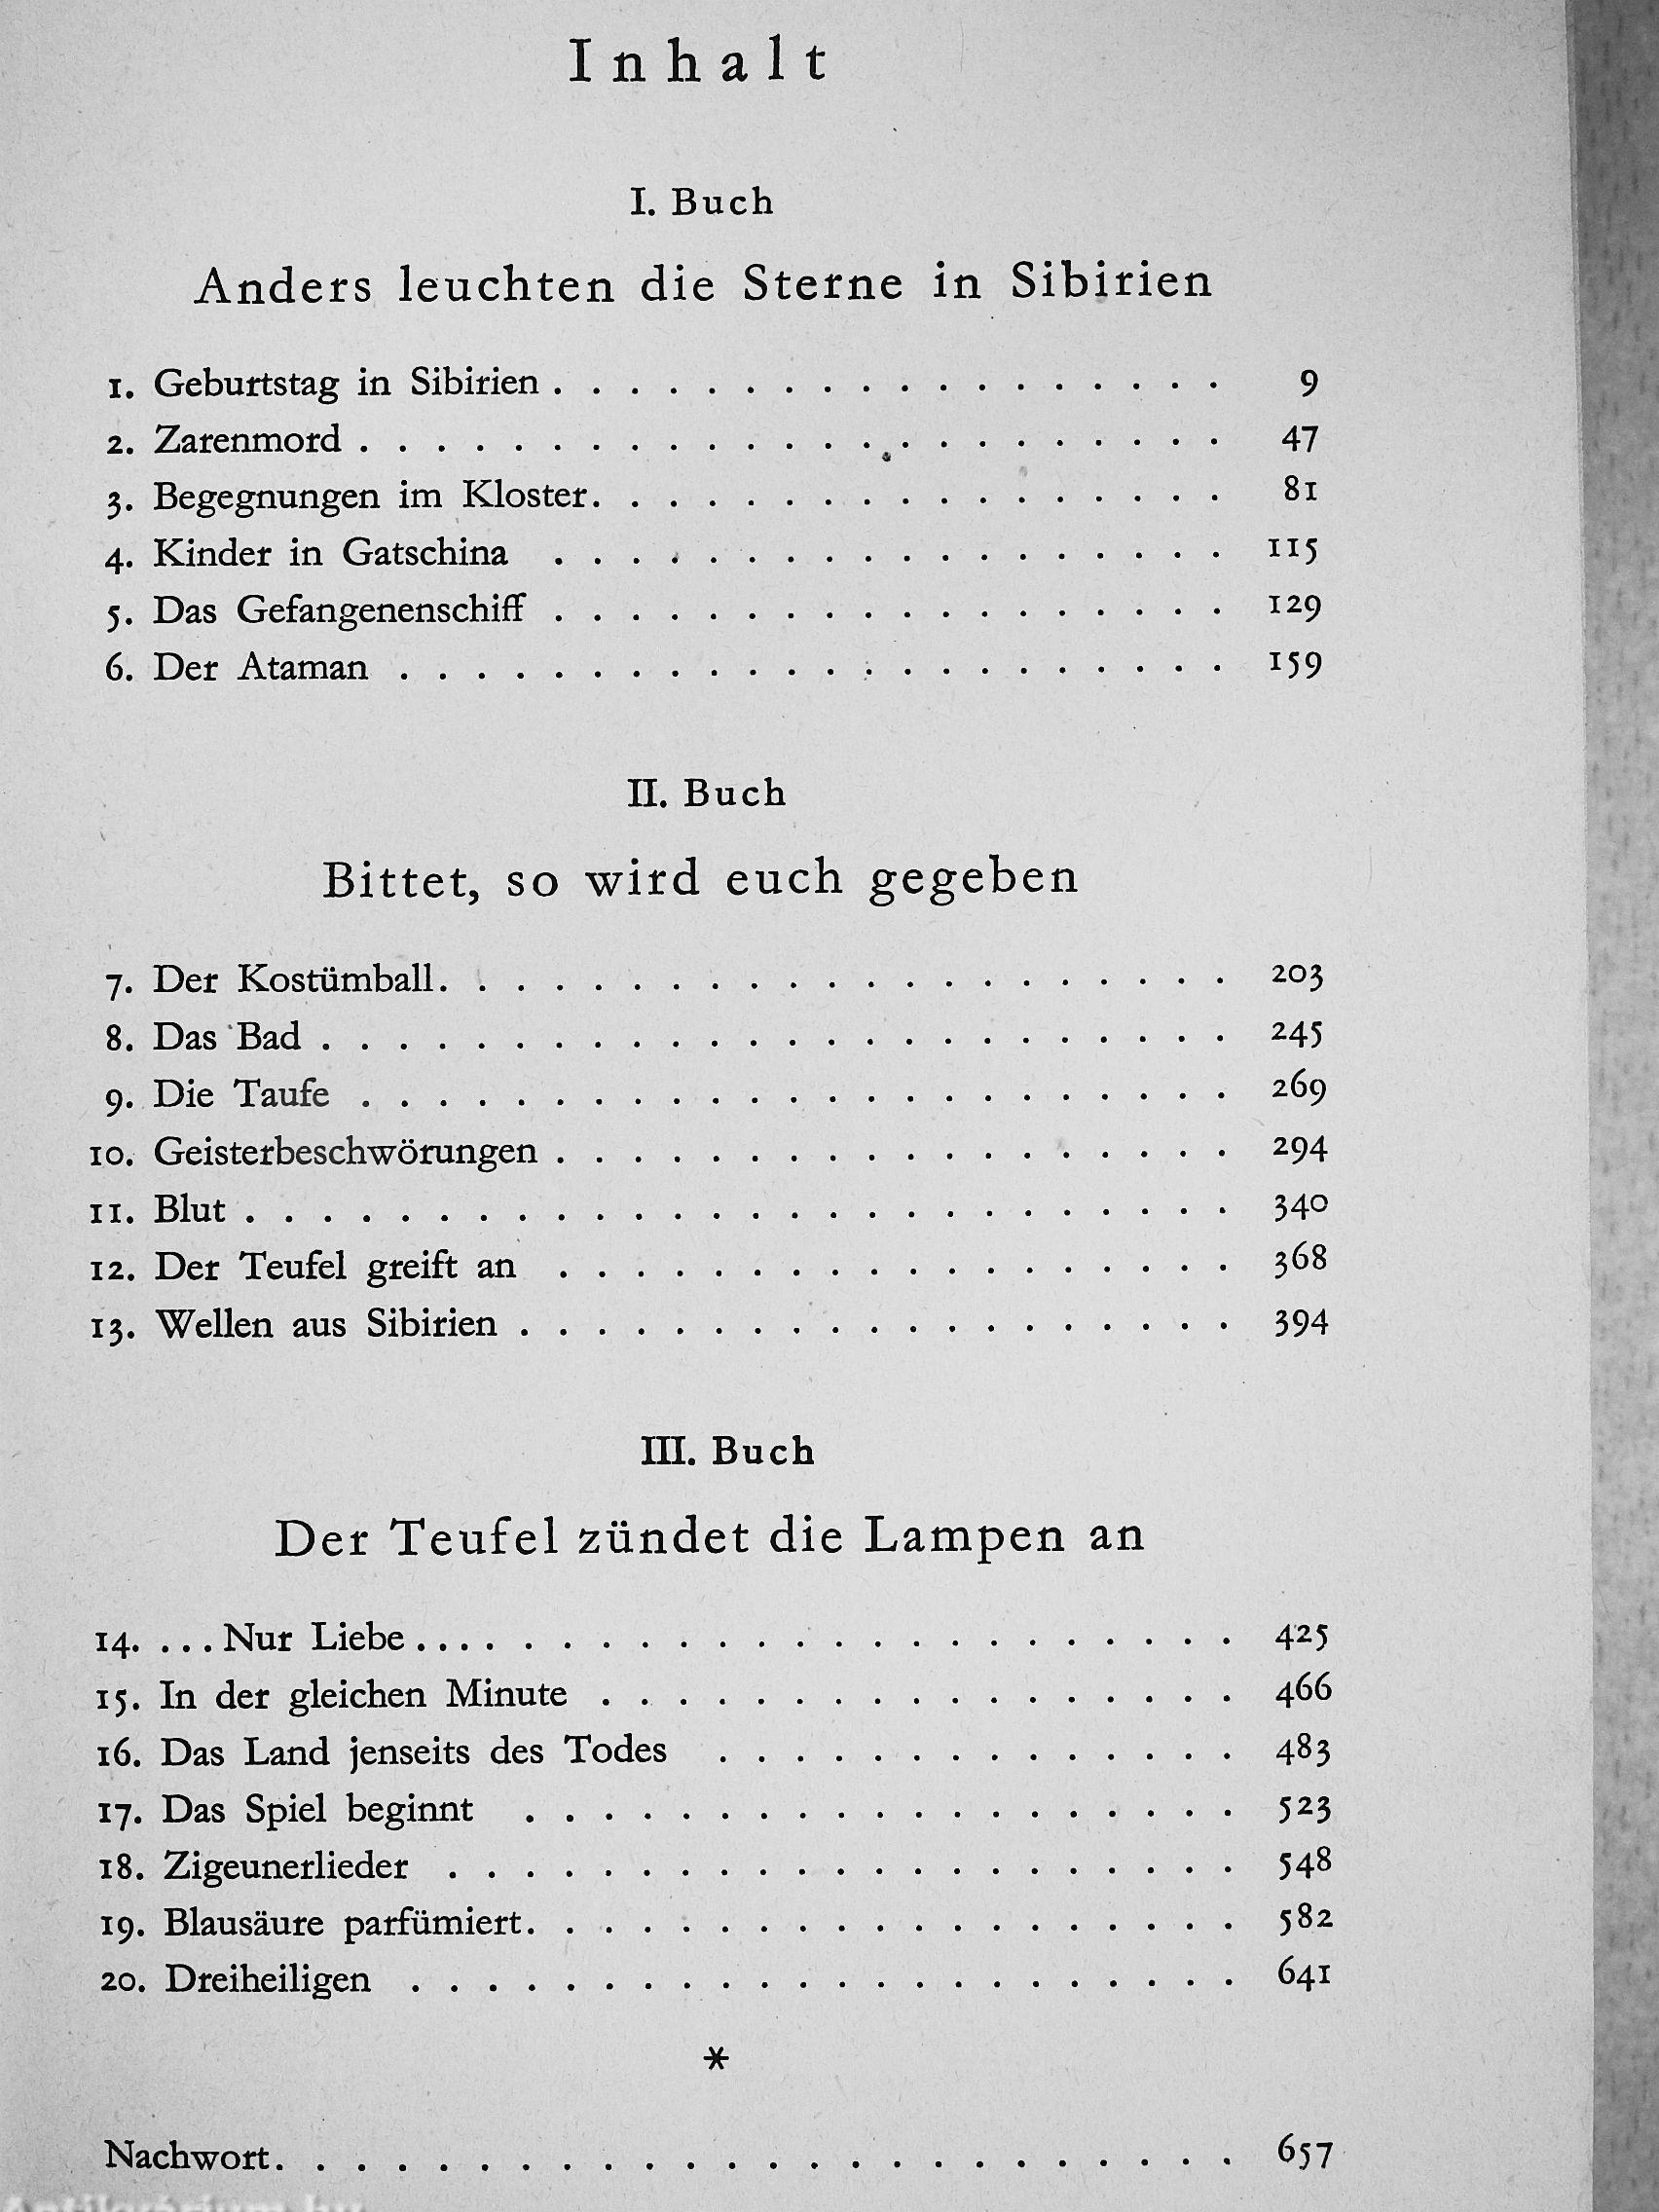 Inhalt
I. Buch
Anders leuchten die Sterne in Sibirien
1. Geburtstag in Sibirien . . . . . . . . . . . . . . . . . . 9
2. Zarenmord . . . . . . . . . . . . . . . . . . . . . . . 47
3. Begegnungen im Kloster. . . . . . . . . . . . . . . . . 81
4. Kinder in Gatschina . . . . . . . . . . . . . . . . . . 115
5. Das Gefangenenschiff . . . . . . . . . . . . . . . . . . 129
6. Der Ataman . . . . . . . . . . . . . . . . . . . . . . 159
II. Buch
Bittet, so wird euch gegeben
7. Der Kostümball. . . . . . . . . . . . . . . . . . . . . 203
8. Das Bad . . . . . . . . . . . . . . . . . . . . . . . . 245
9. Die Taufe . . . . . . . . . . . . . . . . . . . . . . . 269
10. Geisterbeschwörungen . . . . . . . . . . . . . . . . . . 294
11. Blut . . . . . . . . . . . . . . . . . . . . . . . . . . 340
12. Der Teufel greift an . . . . . . . . . . . . . . . . . . 368
13. Wellen aus Sibirien . . . . . . . . . . . . . . . . . . . 394
III. Buch
Der Teufel zündet die Lampen an
14. ...Nur Liebe... . . . . . . . . . . . . . . . . . . . . 425
15. In der gleichen Minute . . . . . . . . . . . . . . . . . 466
16. Das Land jenseits des Todes . . . . . . . . . . . . . . 483
17. Das Spiel beginnt . . . . . . . . . . . . . . . . . . . 523
18. Zigeunerlieder . . . . . . . . . . . . . . . . . . . . . 548
19. Blausäure parfümiert. . . . . . . . . . . . . . . . . . . 582
20. Dreiheiligen . . . . . . . . . . . . . . . . . . . . . . 641
*
Nachwort. . . . . . . . . . . . . . . . . . . . . . . . 657